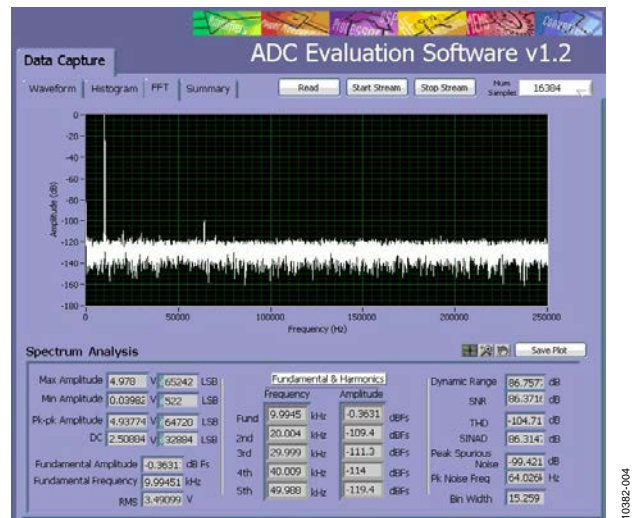 ADC Evaluation Software v1.2
Data Capture
Waveform Histogram FFT Summary
Read Start Stream Stop Stream Num Samples 16384
Amplitude (dB)
0
-20
-40
-60
-80
-100
-120
-140
-160
-180
0 50000 100000 150000 200000 250000
Frequency (Hz)
Spectrum Analysis
Save Plot
Max Amplitude 4.978 V 65242 LSB
Min Amplitude 0.03982 V 522 LSB
Pk-pk Amplitude 4.93774 V 64720 LSB
DC 2.50884 V 32884 LSB
Fundamental Amplitude -0.3631 dB Fs
Fundamental Frequency 9.99451 kHz
RMS 3.49099 V
Fundamental & Harmonics
Frequency Amplitude
Fund 9.9945 kHz -0.3631 dBFs
2nd 20.004 kHz -109.4 dBFs
3rd 29.999 kHz -111.3 dBFs
4th 40.009 kHz -114 dBFs
5th 49.988 kHz -119.4 dBFs
Dynamic Range 86.757 dB
SNR 86.371 dB
THD -104.71 dB
SINAD 86.314 dB
Peak Spurious Noise -99.421 dB
Pk Noise Freq 64.026 Hz
Bin Width 15.259
10382-004